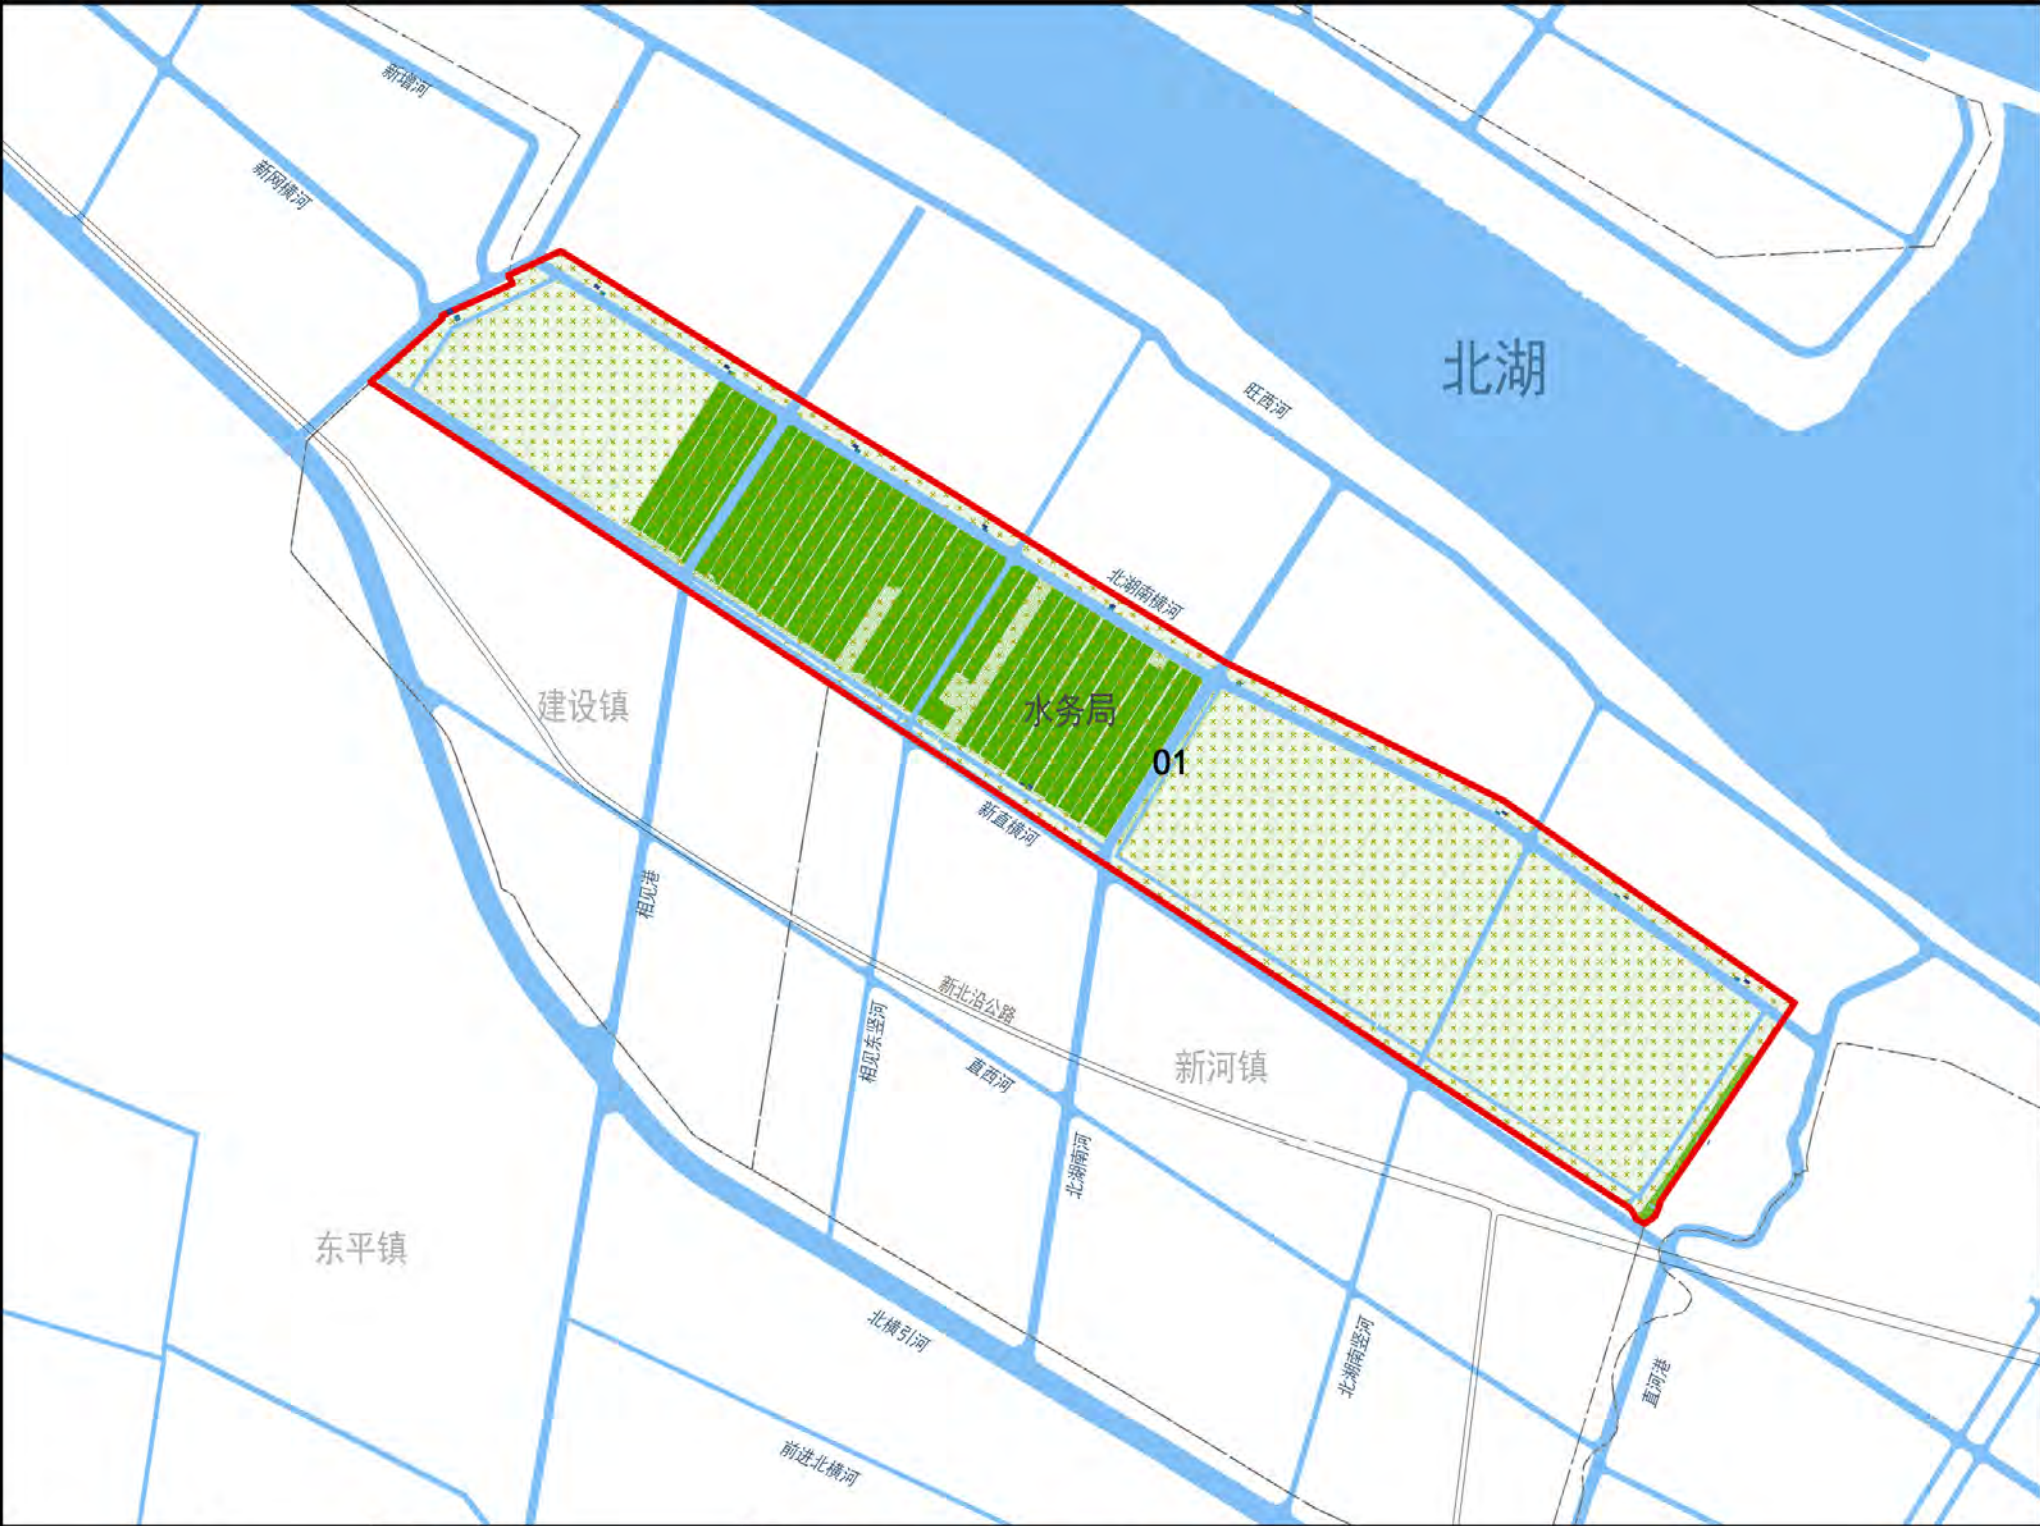 新增河
新网横河
北湖
旺西河
北湖南横河
建设镇
水务局
01
新直横河
相见港
新北沿公路
相见东竖河
直西河
新河镇
北湖南河
东平镇
北横引河
北湖南竖河
直河港
前进北横河